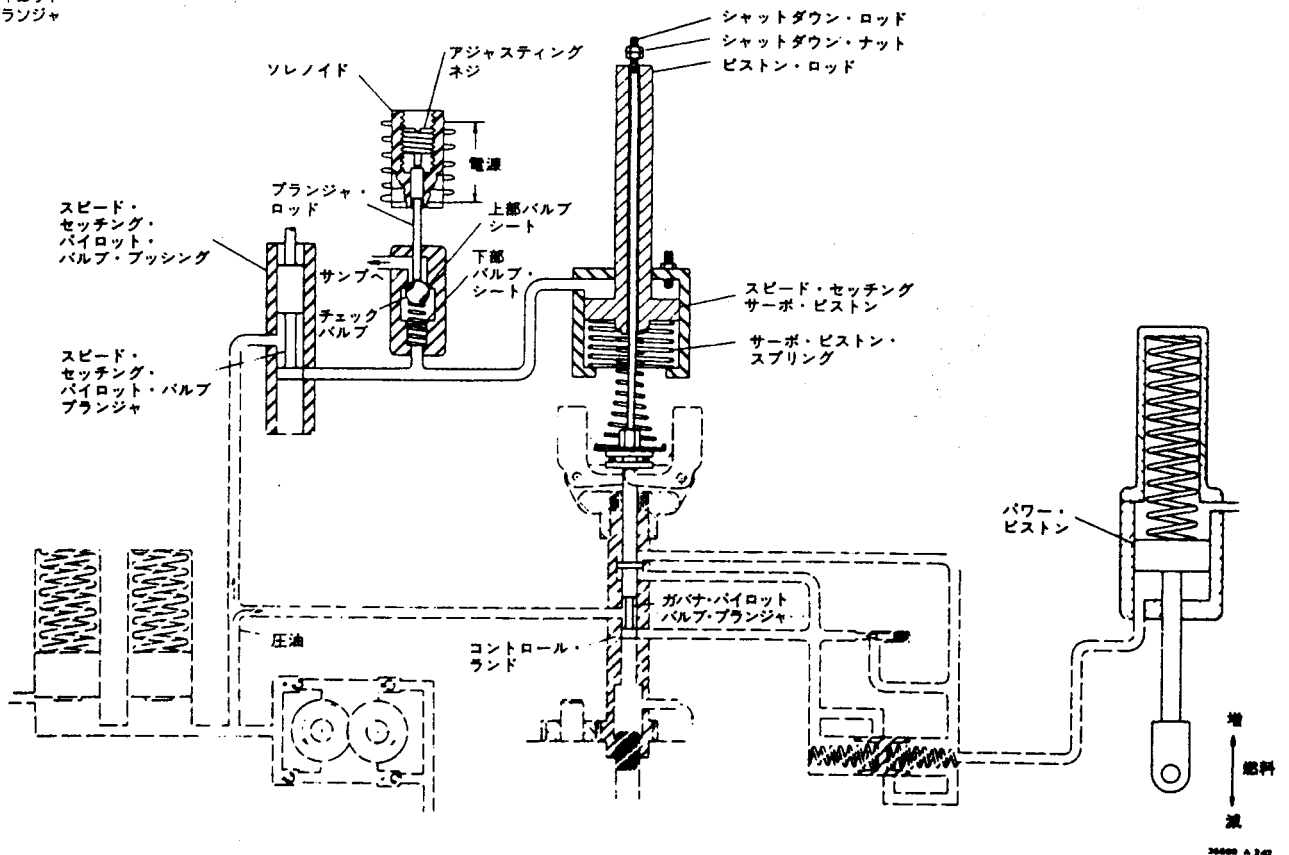 ランジャ
シャットダウン・ロッド
シャットダウン・ナット
ピストン・ロッド
アジャスティング
ネジ
ソレノイド
電源
プランジャ・
ロッド
上部バルブ
シート
スピード・
セッチング・
パイロット・
バルブ・ブッシング
下部
バルブ・
シート
サンプへ
チェック
バルブ
スピード・セッチング
サーボ・ピストン
サーボ・ピストン・
スプリング
スピード・
セッチング・
パイロット・バルブ
プランジャ
パワー・
ピストン
ガバナ・パイロット
バルブ・プランジャ
圧油
コントロール・
ランド
増
燃料
減